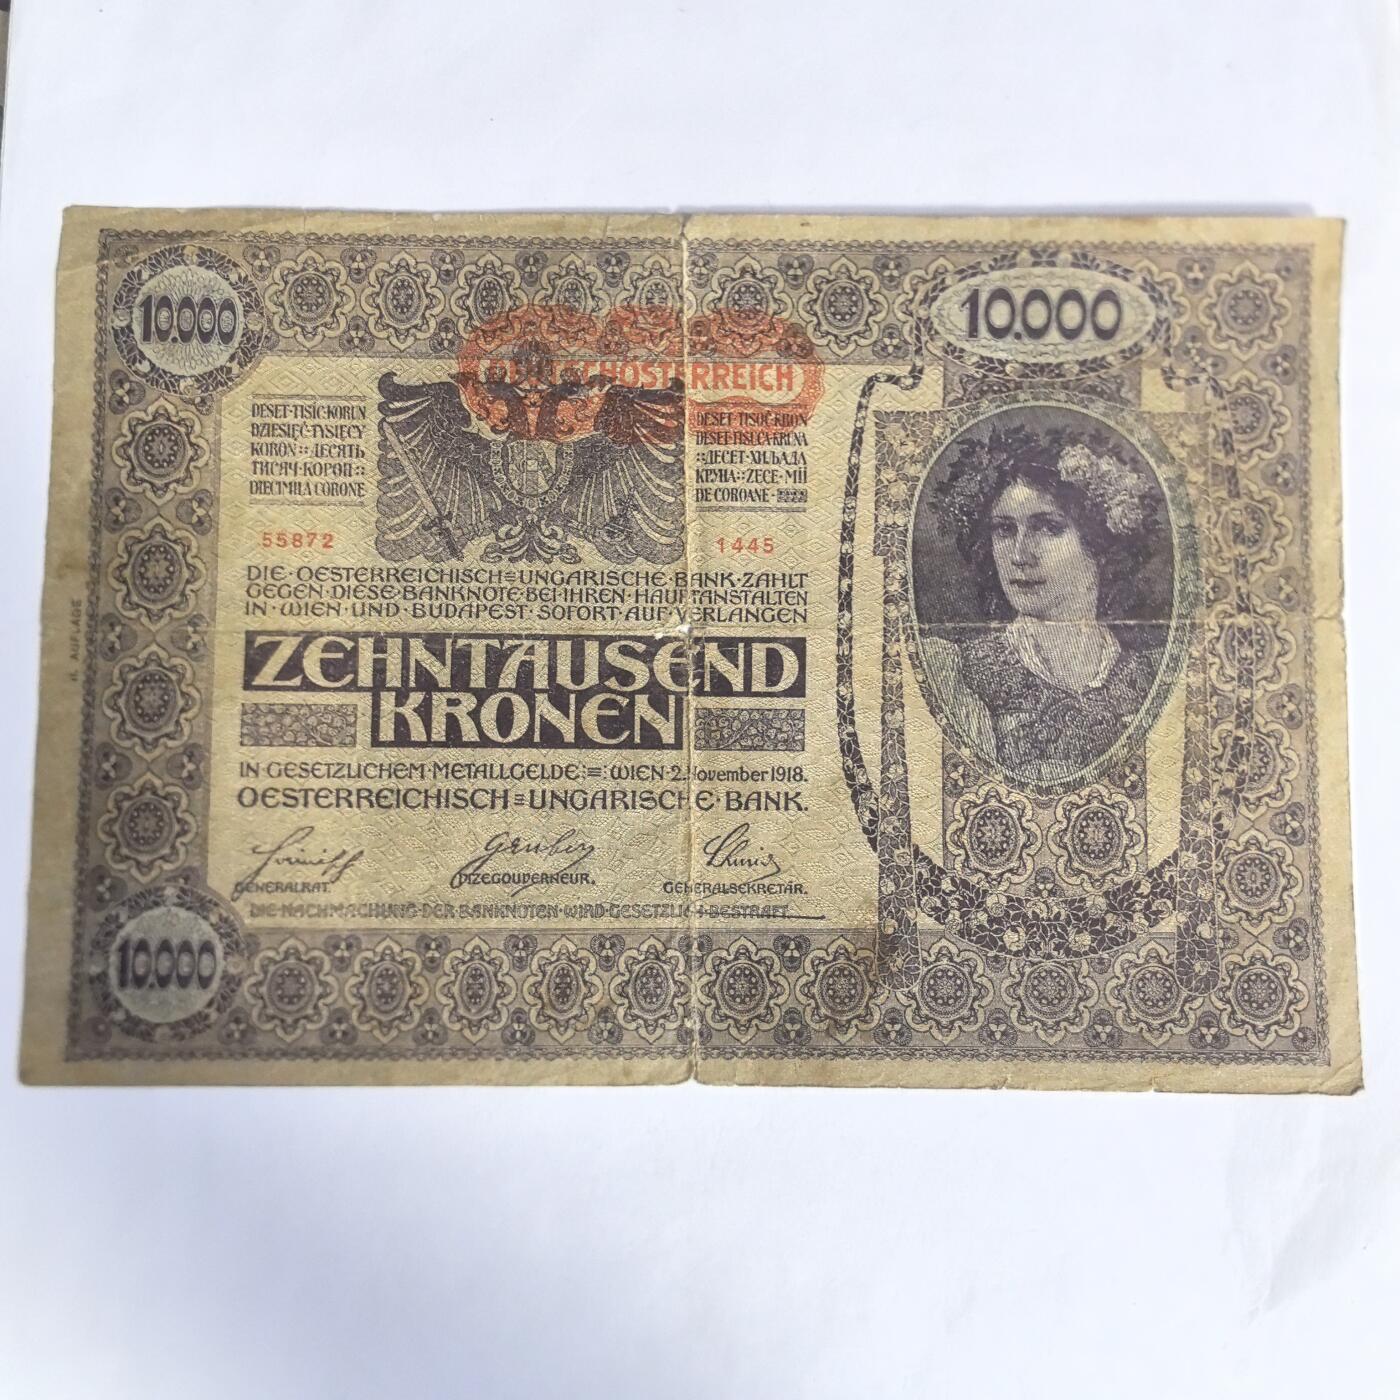 10.000
10.000
DEUTSCHÖSTERREICH
DESET·TISIC·KORUN
DZIESIĘĆ·TYSIĘCY
KORON::ДЕСЯТЬ
ТИСЯЧ·КОРОН::
DIECIMILA CORONE
DESET·TISOČ·KRON
DESET·TISUĆA·KRUNA
::ДЕСЕТ·ХИЉАДА
КРУНА::ZECE·MII
DE COROANE
55872
1445
DIE·OESTERREICHISCH=UNGARISCHE·BANK·ZAHLT
GEGEN·DIESE·BANKNOTE·BEI·IHREN·HAUPTANSTALTEN
IN·WIEN·UND·BUDAPEST·SOFORT·AUF·VERLANGEN
ZEHNTAUSEND
KRONEN
IN GESETZLICHEM·METALLGELDE:=:WIEN·2.November 1918.
OESTERREICHISCH=UNGARISCHE·BANK.
GENERALRAT.
VIZEGOUVERNEUR.
GENERALSEKRETÄR.
DIE·NACHMACHUNG·DER·BANKNOTEN·WIRD·GESETZLICH·BESTRAFT.
10.000
II. AUFLAGE